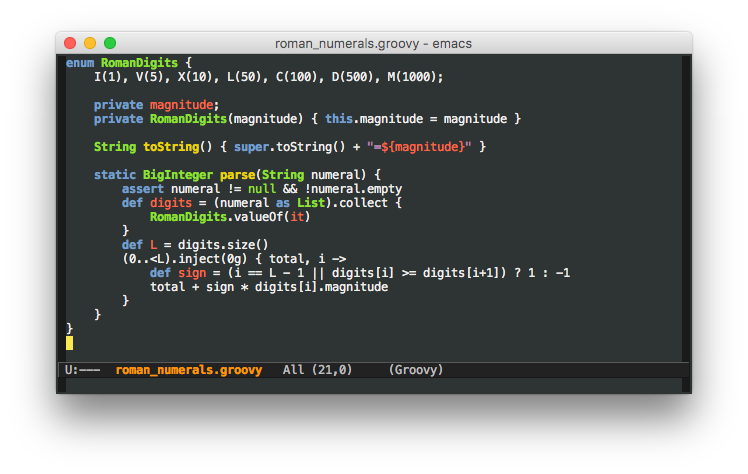 roman_numerals.groovy - emacs
enum RomanDigits {
    I(1), V(5), X(10), L(50), C(100), D(500), M(1000);

    private magnitude;
    private RomanDigits(magnitude) { this.magnitude = magnitude }

    String toString() { super.toString() + "=${magnitude}" }

    static BigInteger parse(String numeral) {
        assert numeral != null && !numeral.empty
        def digits = (numeral as List).collect {
            RomanDigits.valueOf(it)
        }
        def L = digits.size()
        (0..<L).inject(0g) { total, i ->
            def sign = (i == L - 1 || digits[i] >= digits[i+1]) ? 1 : -1
            total + sign * digits[i].magnitude
        }
    }
}
U:---  roman_numerals.groovy   All (21,0)     (Groovy)